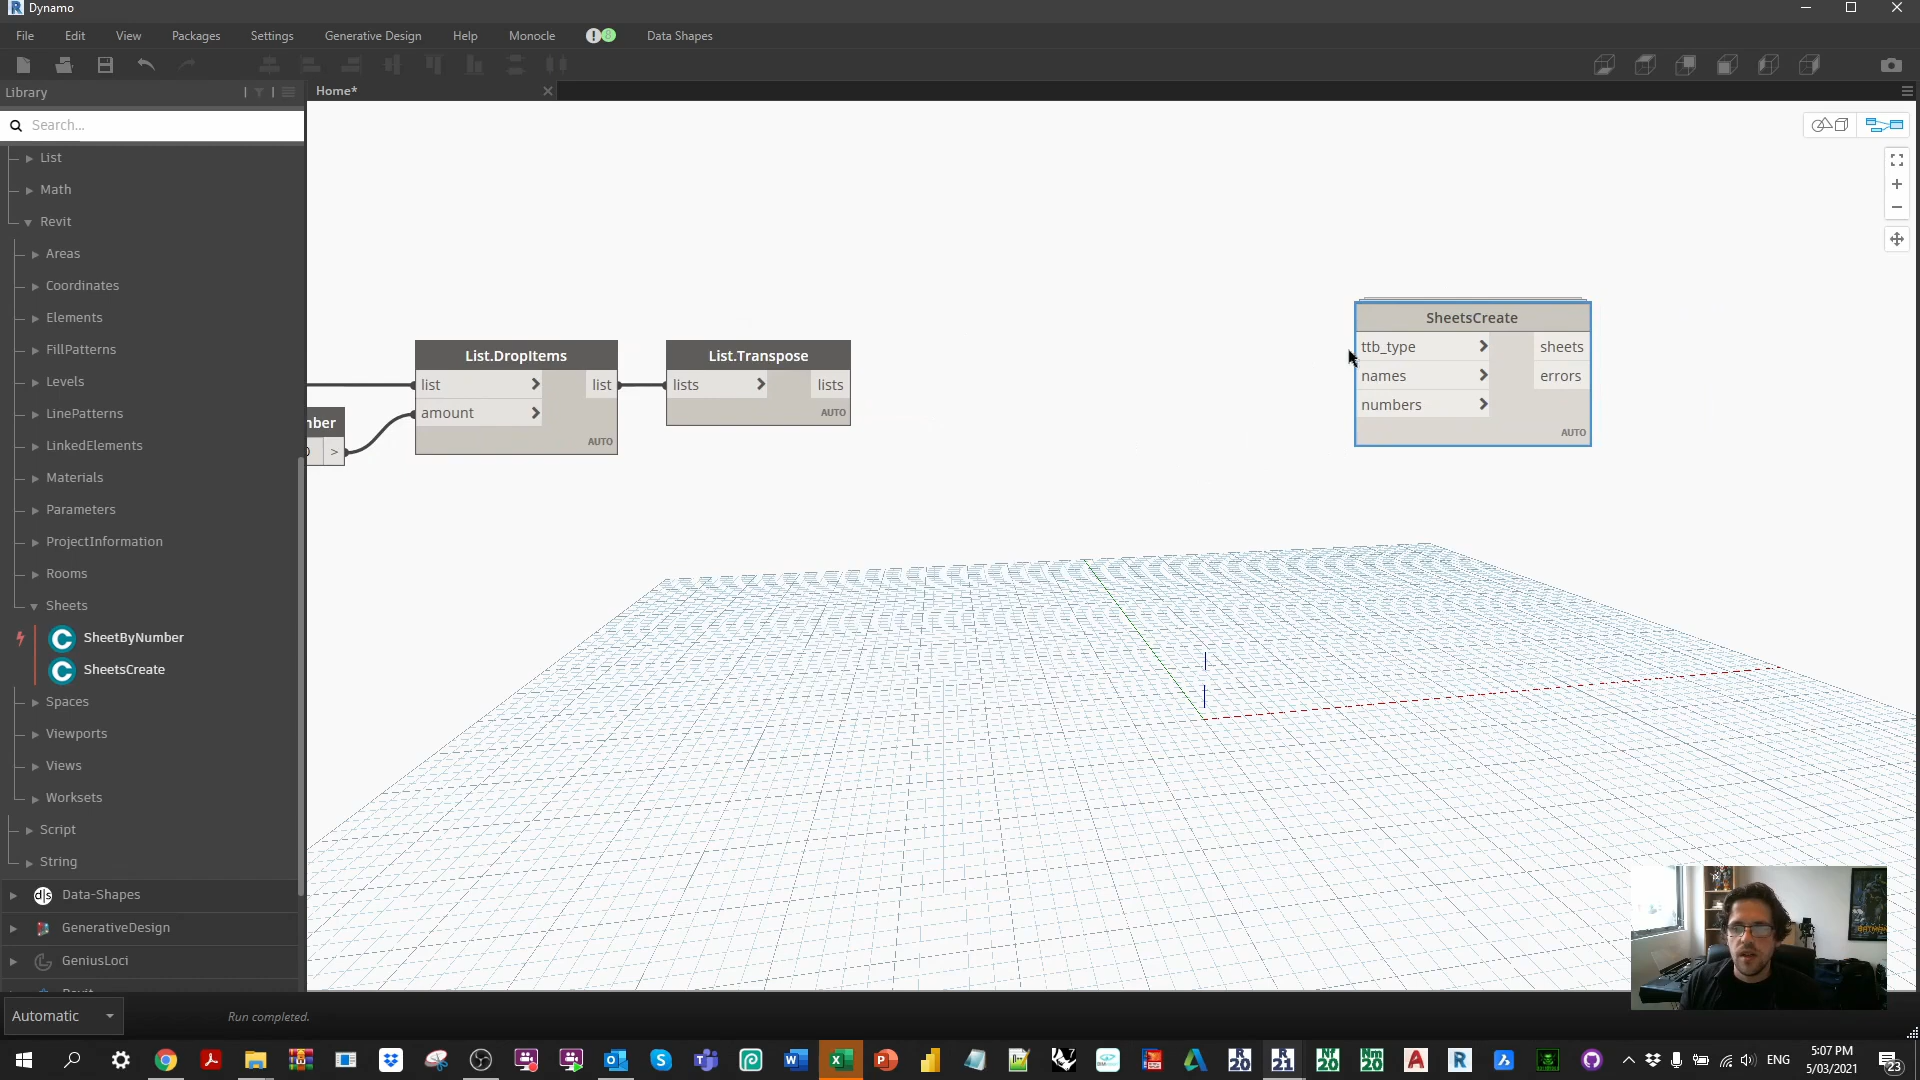 Dynamo
File Edit View Packages Settings Generative Design Help Monocle Data Shapes
Library
Home*
Search...
List
Math
Revit
Areas
Coordinates
Elements
FillPatterns
Levels
LinePatterns
LinkedElements
Materials
Parameters
ProjectInformation
Rooms
Sheets
SheetByNumber
SheetsCreate
Spaces
Viewports
Views
Worksets
Script
String
Data-Shapes
GenerativeDesign
GeniusLoci
Revit
nber
>
List.DropItems
list > list
amount >
AUTO
List.Transpose
lists > lists
AUTO
SheetsCreate
ttb_type > sheets
names > errors
numbers >
AUTO
Automatic
Run completed.
ENG
5:07 PM
5/03/2021
23